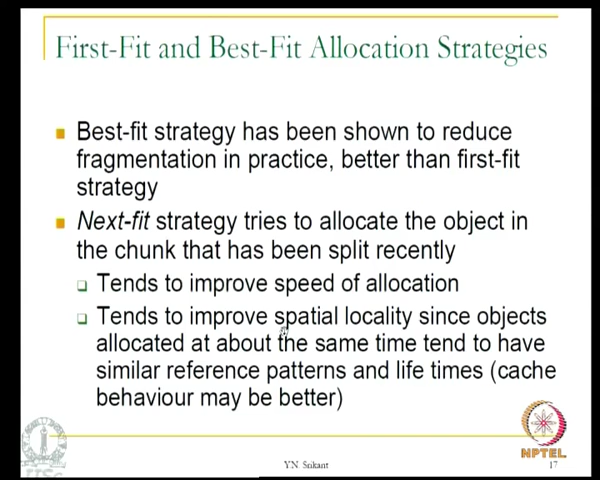 First-Fit and Best-Fit Allocation Strategies
Best-fit strategy has been shown to reduce
fragmentation in practice, better than first-fit
strategy
Next-fit strategy tries to allocate the object in
the chunk that has been split recently
Tends to improve speed of allocation
Tends to improve spatial locality since objects
allocated at about the same time tend to have
similar reference patterns and life times (cache
behaviour may be better)
Y.N. Srikant
NPTEL
17